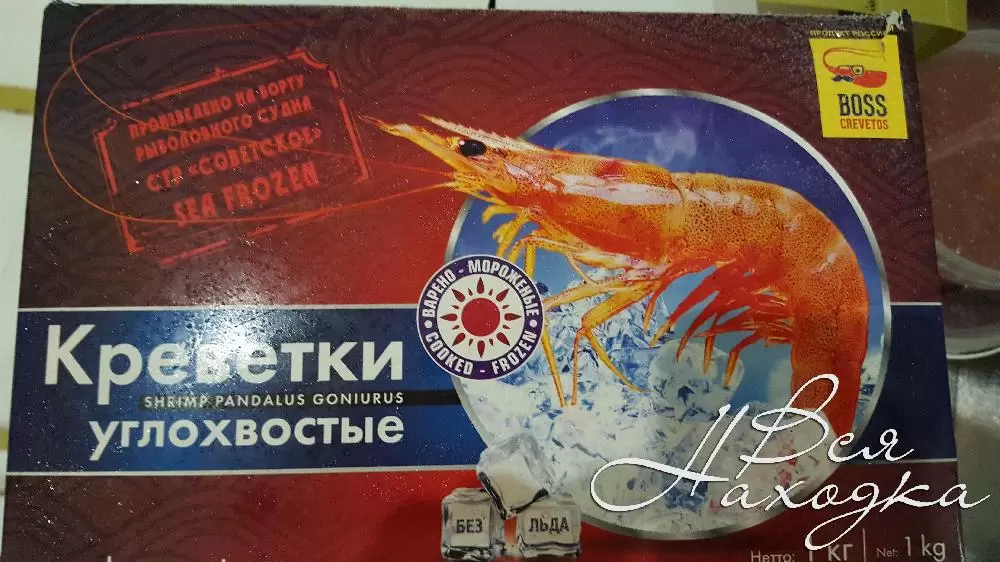 ПРОДУКТ РОССИИ
BOSS
CREVETOS
ПРОИЗВЕДЕНО НА БОРТУ
РЫБОЛОВНОГО СУДНА
СТР «СОВЕТСКОЕ»
SEA FROZEN
ВАРЕНО - МОРОЖЕНЫЕ
COOKED - FROZEN
Креветки
SHRIMP PANDALUS GONIURUS
углохвостые
БЕЗ ЛЬДА
Вся
Находка
Нетто: 1 кг Net: 1 kg